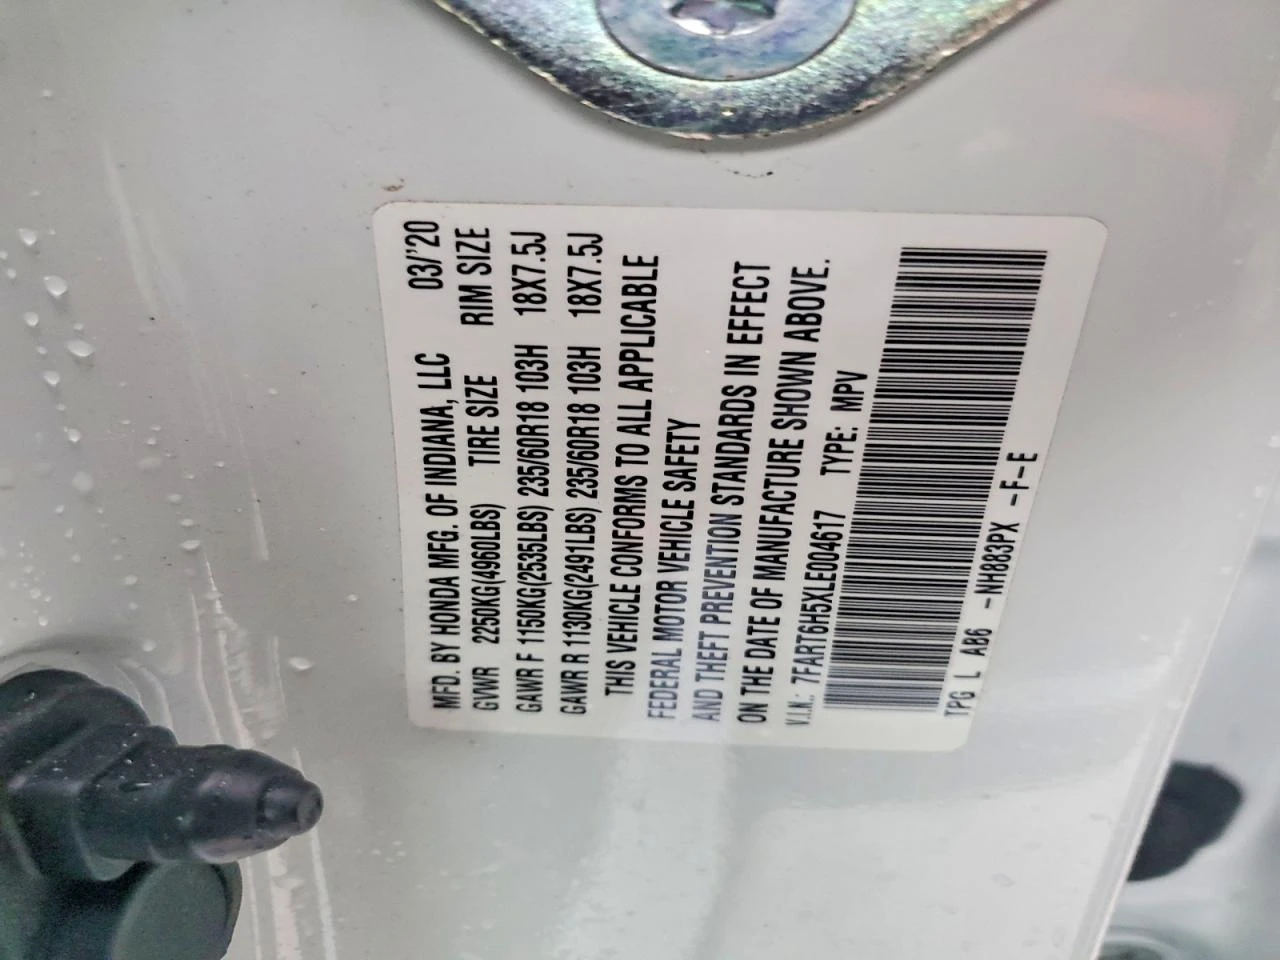 MFD. BY HONDA MFG. OF INDIANA, LLC 03/'20
GVWR 2250KG(4960LBS) TIRE SIZE RIM SIZE
GAWR F 1150KG(2535LBS) 235/60R18 103H 18X7.5J
GAWR R 1130KG(2491LBS) 235/60R18 103H 18X7.5J
THIS VEHICLE CONFORMS TO ALL APPLICABLE
FEDERAL MOTOR VEHICLE SAFETY
AND THEFT PREVENTION STANDARDS IN EFFECT
ON THE DATE OF MANUFACTURE SHOWN ABOVE.
V.I.N.: 7FART6H5XLE004617 TYPE: MPV
TPG L AB6 -NH883PX -F-E